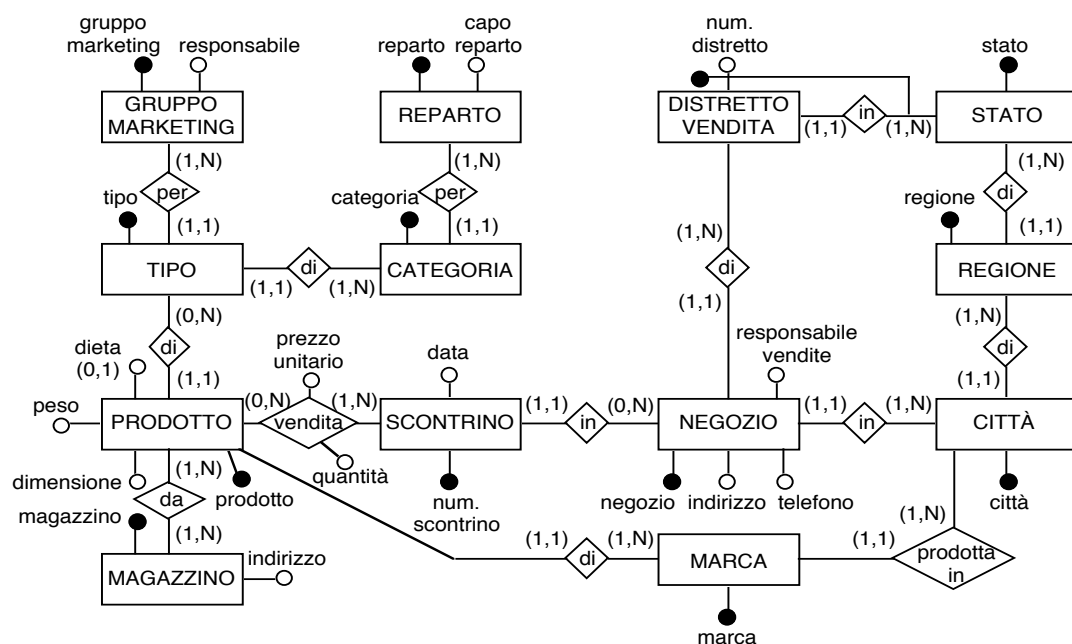 gruppo
marketing
responsabile
reparto
capo
reparto
num.
distretto
stato
GRUPPO
MARKETING
REPARTO
DISTRETTO
VENDITA
(1,1)
in
(1,N)
STATO
(1,N)
per
(1,1)
tipo
(1,N)
per
(1,1)
categoria
(1,N)
di
(1,1)
regione
(1,N)
di
(1,1)
TIPO
(1,1)
di
(1,N)
CATEGORIA
REGIONE
(0,N)
di
(1,1)
dieta
(0,1)
prezzo
unitario
data
responsabile
vendite
(1,N)
di
(1,1)
peso
PRODOTTO
(0,N)
vendita
(1,N)
SCONTRINO
(1,1)
in
(0,N)
NEGOZIO
(1,1)
in
(1,N)
CITTÀ
dimensione
magazzino
(1,N)
da
(1,N)
prodotto
quantità
num.
scontrino
negozio
indirizzo
telefono
città
MAGAZZINO
indirizzo
(1,1)
di
(1,N)
MARCA
(1,1)
(1,N)
prodotta
in
marca